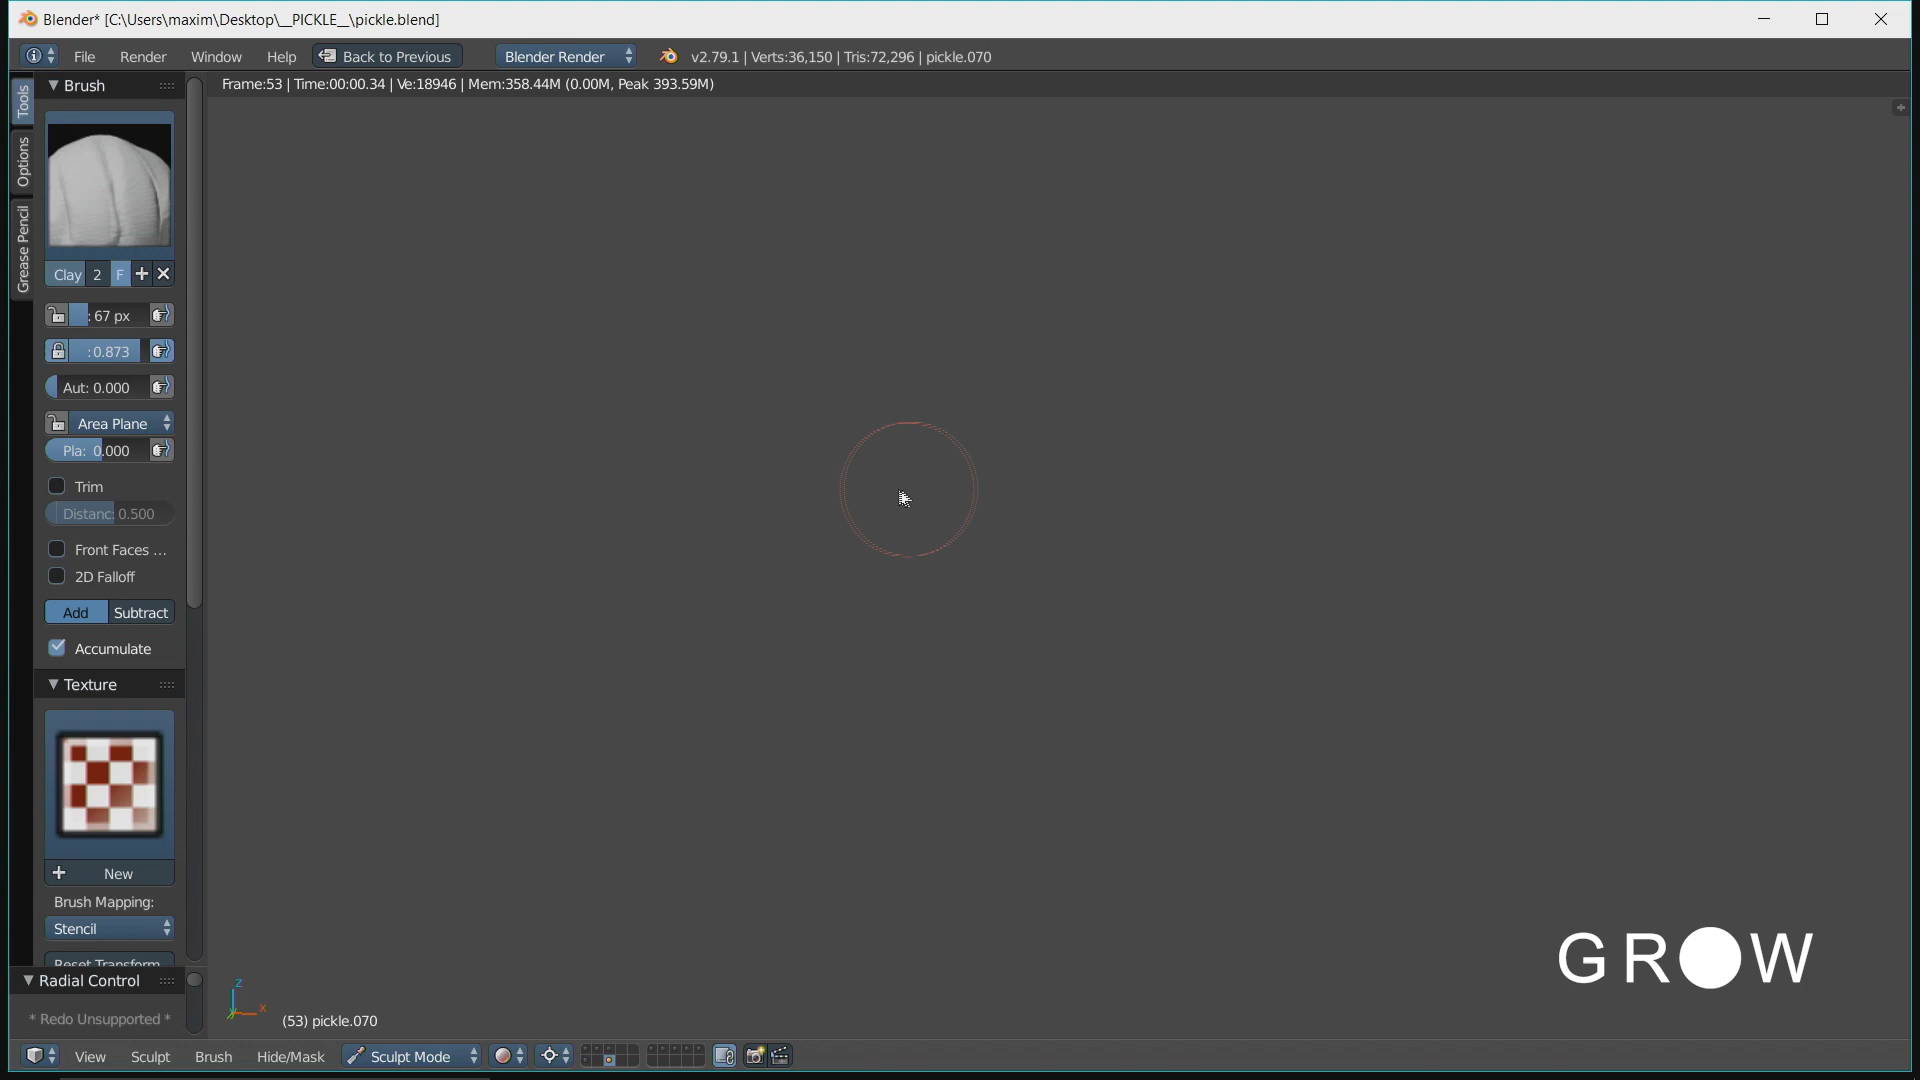 Blender* [C:\Users\maxim\Desktop\__PICKLE__\pickle.blend]
File Render Window Help Back to Previous Blender Render v2.79.1 | Verts:36,150 | Tris:72,296 | pickle.070
Frame:53 | Time:00:00.34 | Ve:18946 | Mem:358.44M (0.00M, Peak 393.59M)
Tools
Options
Grease Pencil
Brush
Clay 2 F
: 67 px
:0.873
Aut: 0.000
Area Plane
Pla: 0.000
Trim
Distanc: 0.500
Front Faces ...
2D Falloff
Add Subtract
Accumulate
Texture
New
Brush Mapping:
Stencil
Reset Transform
Radial Control
* Redo Unsupported *
z
x
(53) pickle.070
GROW
View Sculpt Brush Hide/Mask Sculpt Mode